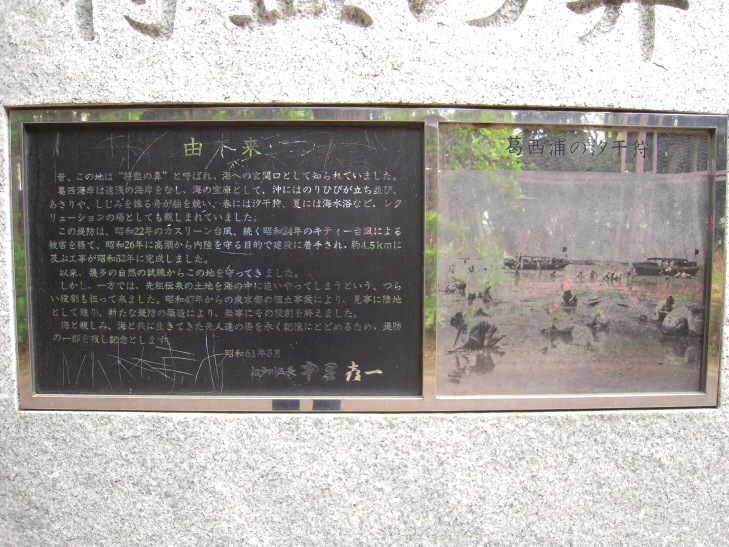 由来
昔、この地は“将監の鼻”と呼ばれ、海への玄関口として知られていました。
葛西海岸は遠浅の海岸をなし、海の宝庫として、沖にはのりひびが立ち並び、
あさりや、しじみを採る舟が舳を競い、春には汐干狩、夏には海水浴など、レク
リェーションの場としても親しまれていました。
この堤防は、昭和22年のカスリーン台風、続く昭和24年のキティー台風による
被害を経て、昭和26年に高潮から内陸を守る目的で建設に着手され、約4.5kmに
及ぶ工事が昭和32年に完成しました。
以来、幾多の自然の試練からこの地を守ってきました。
しかし、一方では、先祖伝来の土地を海の中に追いやってしまうという、つら
い役割も担って来ました。昭和47年からの東京都の埋立事業により、見事に陸地
として甦り、新たな堤防の築造により、無事にその役割を終えました。
海と親しみ、海と共に生きてきた先人達の姿を永く記憶にとどめるため、堤防
の一部を残し記念とします。
昭和61年8月
江戸川区長 中里喜一
葛西浦の汐干狩